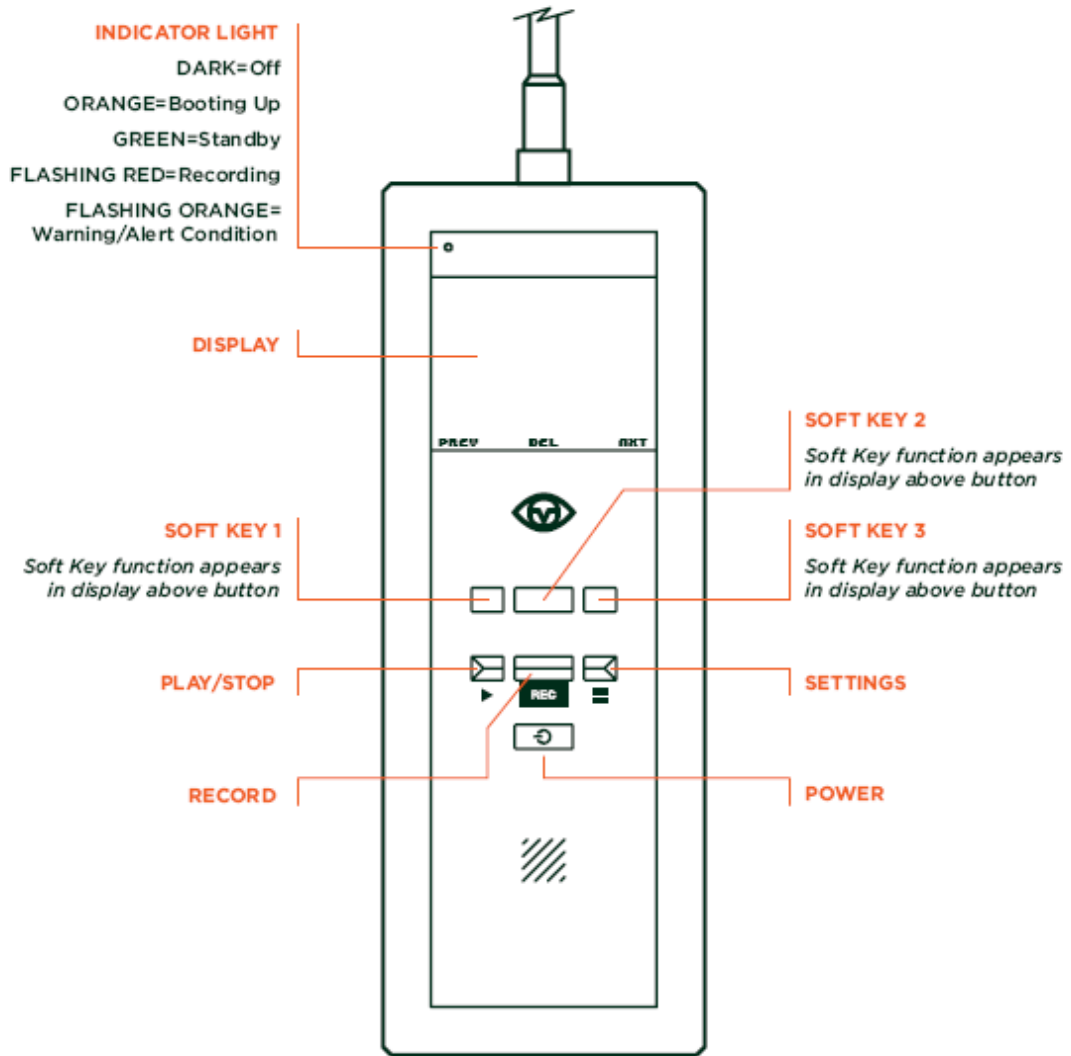 INDICATOR LIGHT
DARK=Off
ORANGE=Booting Up
GREEN=Standby
FLASHING RED=Recording
FLASHING ORANGE=
Warning/Alert Condition
DISPLAY
PREV DEL NXT
SOFT KEY 2
Soft Key function appears
in display above button
SOFT KEY 1
Soft Key function appears
in display above button
SOFT KEY 3
Soft Key function appears
in display above button
PLAY/STOP
REC
SETTINGS
RECORD
POWER